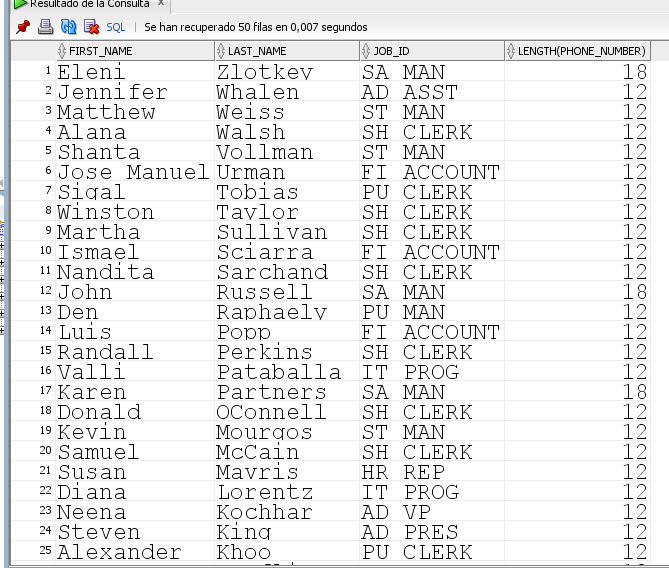 Resultado de la Consulta x
SQL | Se han recuperado 50 filas en 0,007 segundos
FIRST_NAME LAST_NAME JOB_ID LENGTH(PHONE_NUMBER)
1 Eleni Zlotkey SA MAN 18
2 Jennifer Whalen AD ASST 12
3 Matthew Weiss ST MAN 12
4 Alana Walsh SH CLERK 12
5 Shanta Vollman ST MAN 12
6 Jose Manuel Urman FI ACCOUNT 12
7 Sigal Tobias PU CLERK 12
8 Winston Taylor SH CLERK 12
9 Martha Sullivan SH CLERK 12
10 Ismael Sciarra FI ACCOUNT 12
11 Nandita Sarchand SH CLERK 12
12 John Russell SA MAN 18
13 Den Raphaely PU MAN 12
14 Luis Popp FI ACCOUNT 12
15 Randall Perkins SH CLERK 12
16 Valli Pataballa IT PROG 12
17 Karen Partners SA MAN 18
18 Donald OConnell SH CLERK 12
19 Kevin Mourgos ST MAN 12
20 Samuel McCain SH CLERK 12
21 Susan Mavris HR REP 12
22 Diana Lorentz IT PROG 12
23 Neena Kochhar AD VP 12
24 Steven King AD PRES 12
25 Alexander Khoo PU CLERK 12